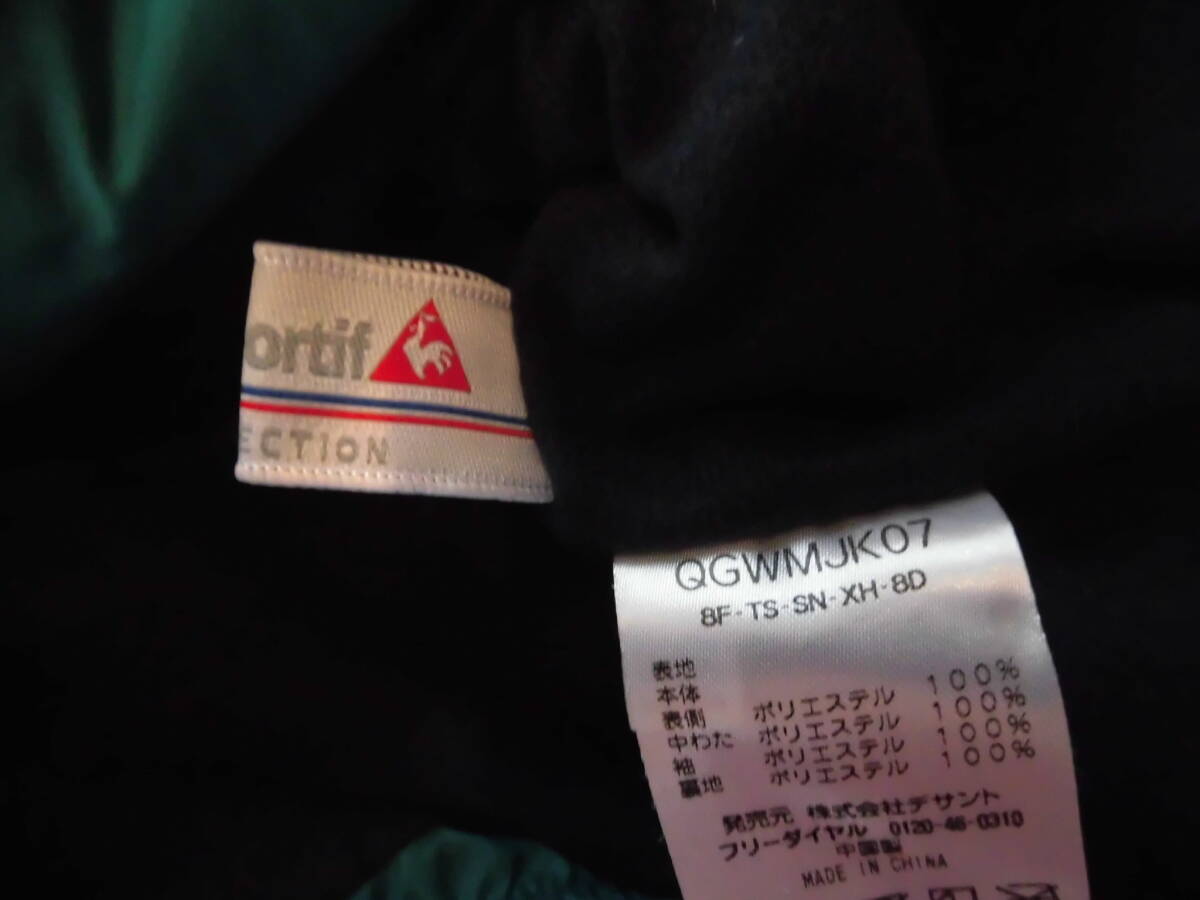 ortif
ECTION
QGWMJK07
8F-TS-SN-XH-8D
表地
本体
表側 ポリエステル 100%
中わた ポリエステル 100%
袖 ポリエステル 100%
裏地 ポリエステル 100%
発売元 株式会社デサント
フリーダイヤル 0120-46-0310
中国製
MADE IN CHINA